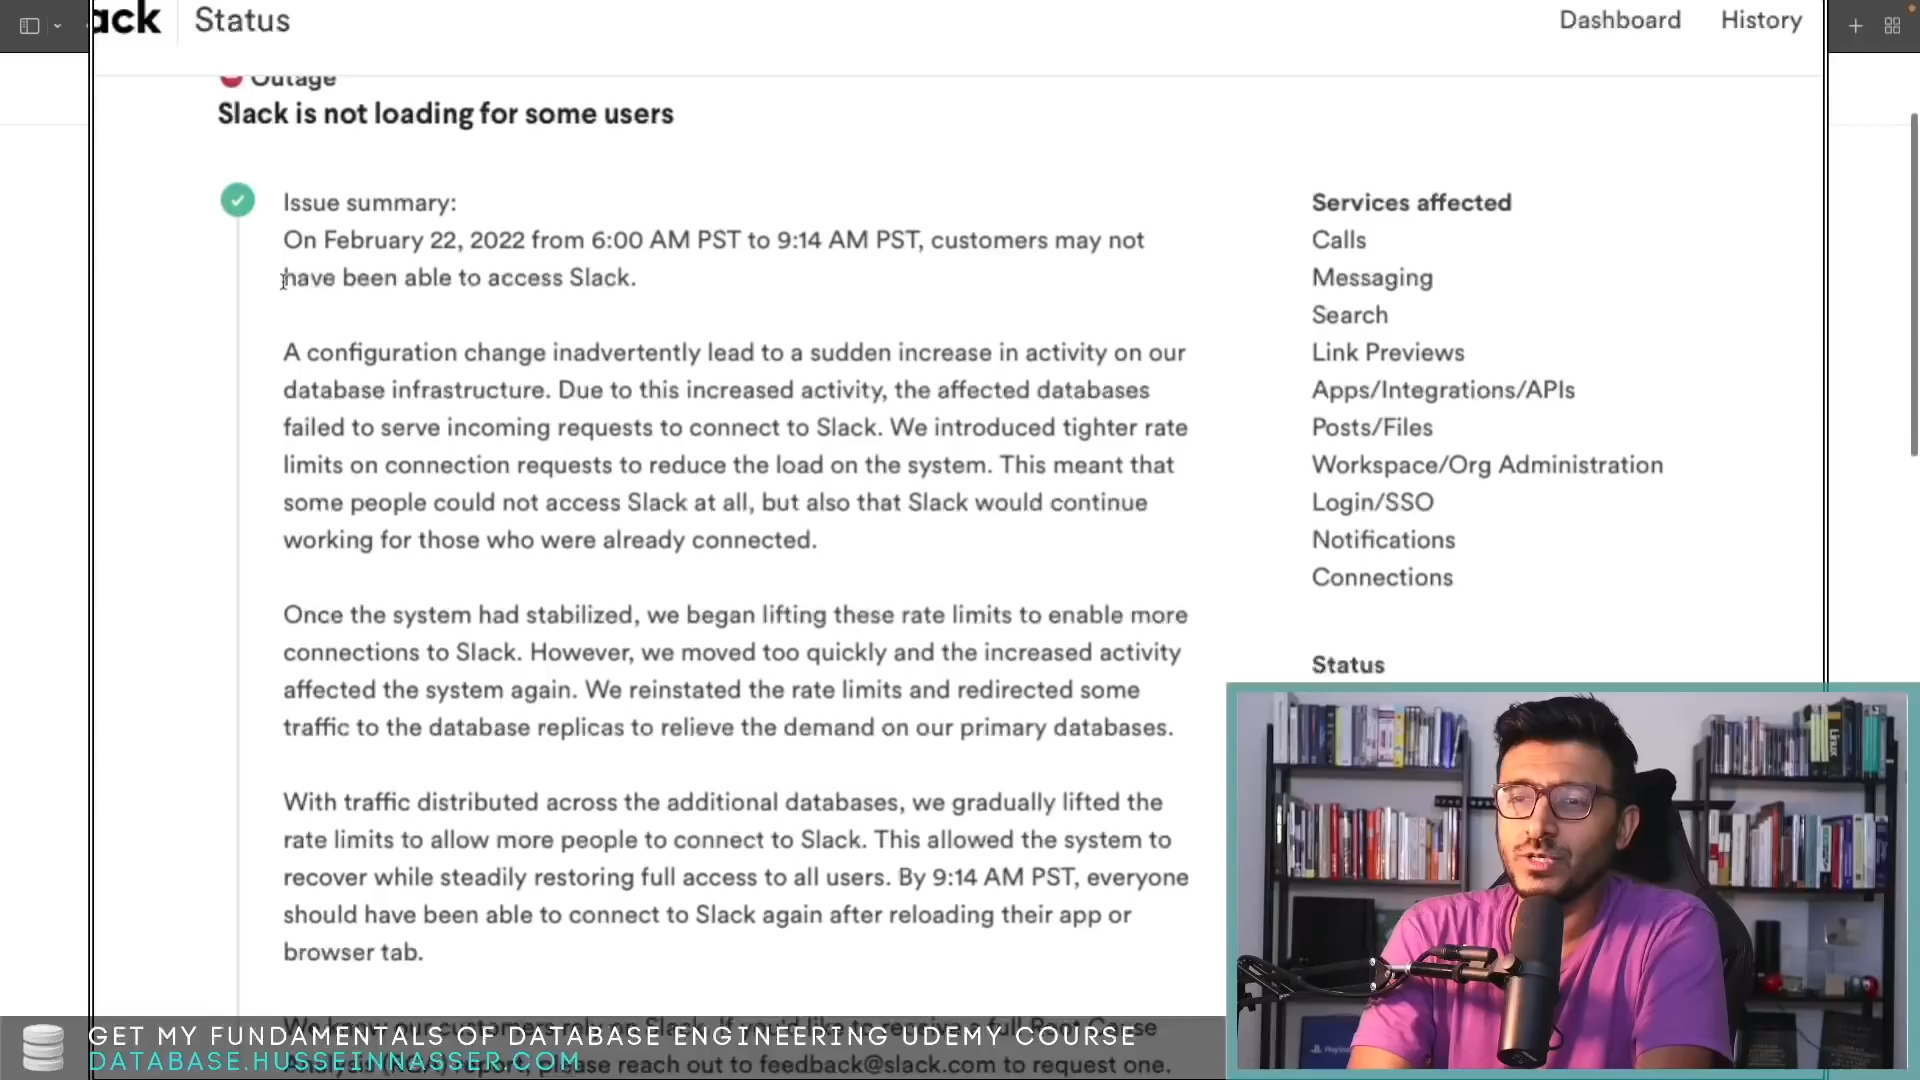 ack Status Dashboard History
Outage
Slack is not loading for some users
Issue summary:
On February 22, 2022 from 6:00 AM PST to 9:14 AM PST, customers may not
have been able to access Slack.
A configuration change inadvertently lead to a sudden increase in activity on our
database infrastructure. Due to this increased activity, the affected databases
failed to serve incoming requests to connect to Slack. We introduced tighter rate
limits on connection requests to reduce the load on the system. This meant that
some people could not access Slack at all, but also that Slack would continue
working for those who were already connected.
Once the system had stabilized, we began lifting these rate limits to enable more
connections to Slack. However, we moved too quickly and the increased activity
affected the system again. We reinstated the rate limits and redirected some
traffic to the database replicas to relieve the demand on our primary databases.
With traffic distributed across the additional databases, we gradually lifted the
rate limits to allow more people to connect to Slack. This allowed the system to
recover while steadily restoring full access to all users. By 9:14 AM PST, everyone
should have been able to connect to Slack again after reloading their app or
browser tab.
Services affected
Calls
Messaging
Search
Link Previews
Apps/Integrations/APIs
Posts/Files
Workspace/Org Administration
Login/SSO
Notifications
Connections
Status
Linux
GET MY FUNDAMENTALS OF DATABASE ENGINEERING UDEMY COURSE
DATABASE.HUSSEINNASSER.COM
please reach out to feedback@slack.com to request one.